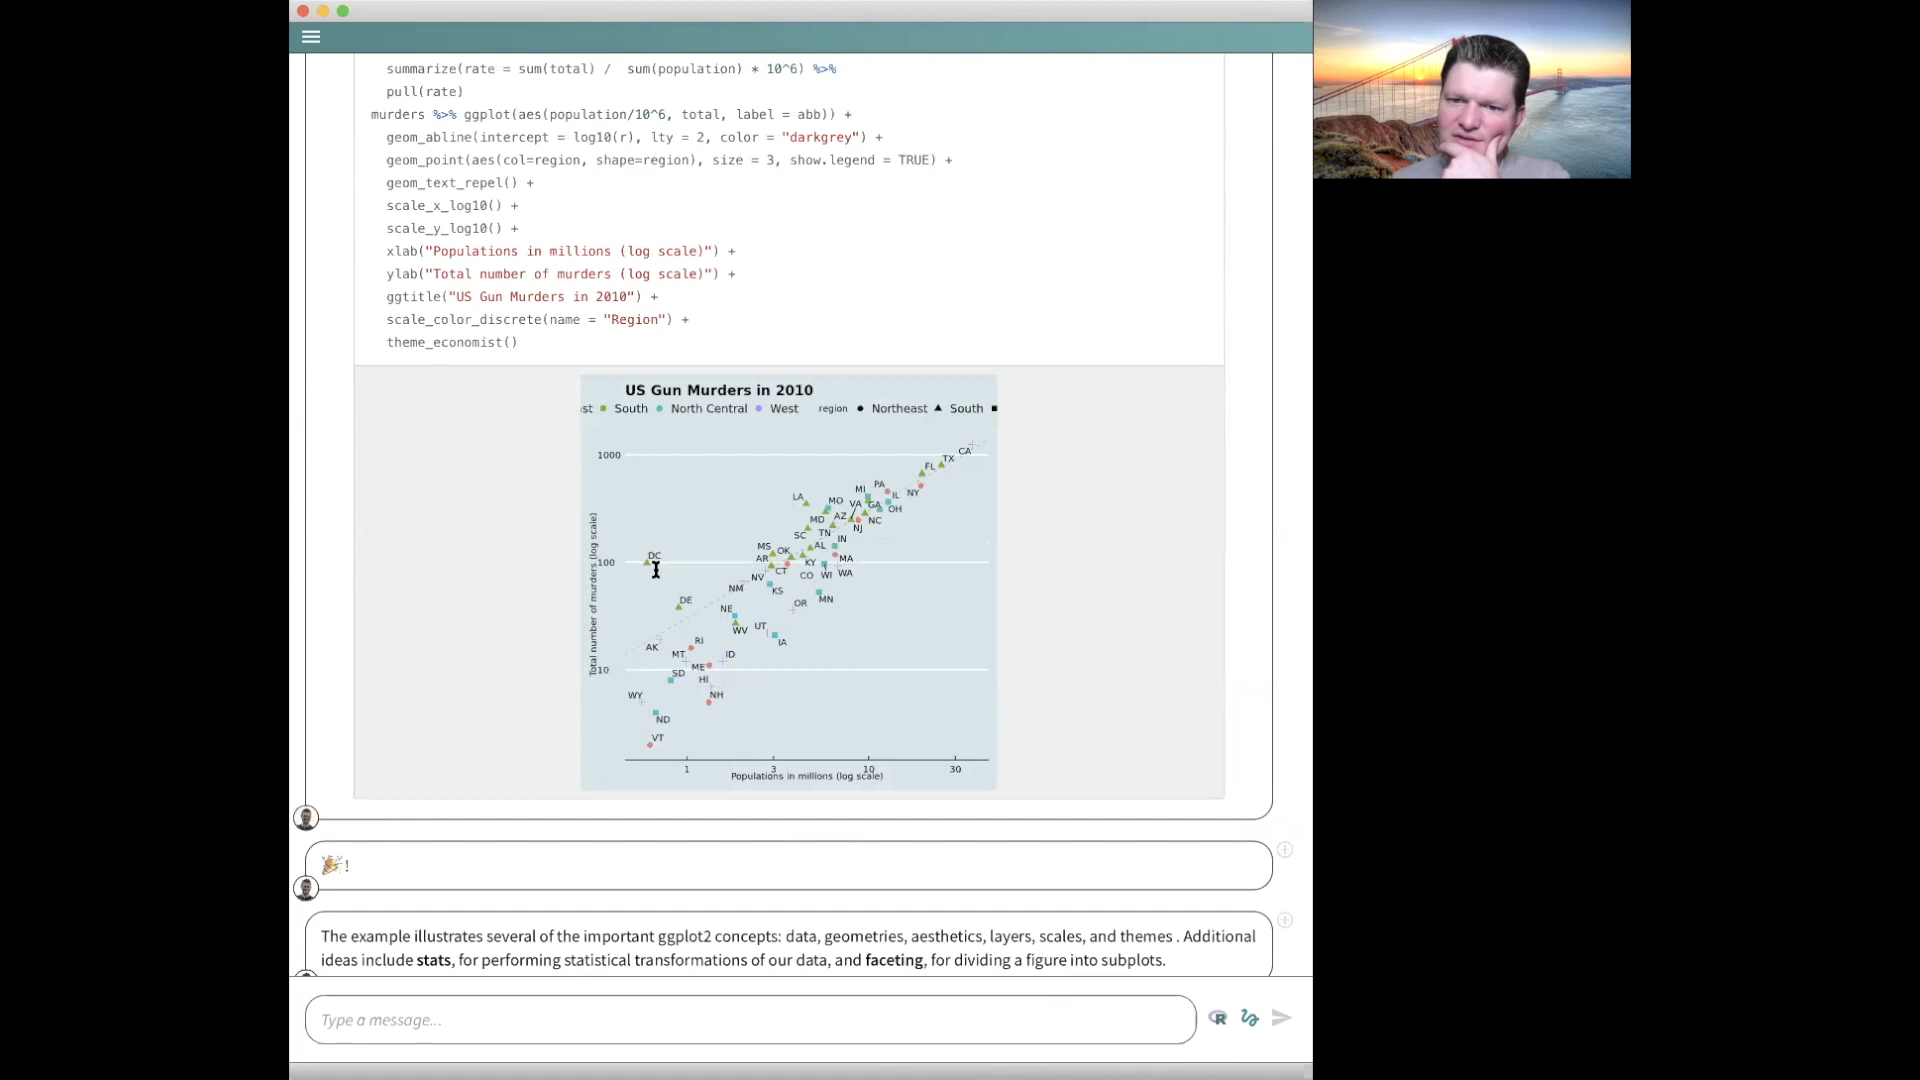 summarize(rate = sum(total) /  sum(population) * 10^6) %>%
pull(rate)
murders %>% ggplot(aes(population/10^6, total, label = abb)) +
geom_abline(intercept = log10(r), lty = 2, color = "darkgrey") +
geom_point(aes(col=region, shape=region), size = 3, show.legend = TRUE) +
geom_text_repel() +
scale_x_log10() +
scale_y_log10() +
xlab("Populations in millions (log scale)") +
ylab("Total number of murders (log scale)") +
ggtitle("US Gun Murders in 2010") +
scale_color_discrete(name = "Region") +
theme_economist()
US Gun Murders in 2010
st South North Central West region Northeast South
CA
1000
TX
FL
PA
MI
IL
NY
LA
MO
VA
GA
OH
AZ
MD
NC
NJ
TN
SC
IN
MS
OK
AL
DC
AR
MA
100
KY
CT
WA
CO
WI
NV
NM
KS
MN
DE
OR
NE
UT
WV
IA
RI
AK
MT
ID
ME
10
SD
HI
WY
NH
ND
VT
Total number of murders (log scale)
1 3 10 30
Populations in millions (log scale)
🎉!
The example illustrates several of the important ggplot2 concepts: data, geometries, aesthetics, layers, scales, and themes . Additional
ideas include stats, for performing statistical transformations of our data, and faceting, for dividing a figure into subplots.
Type a message...
R